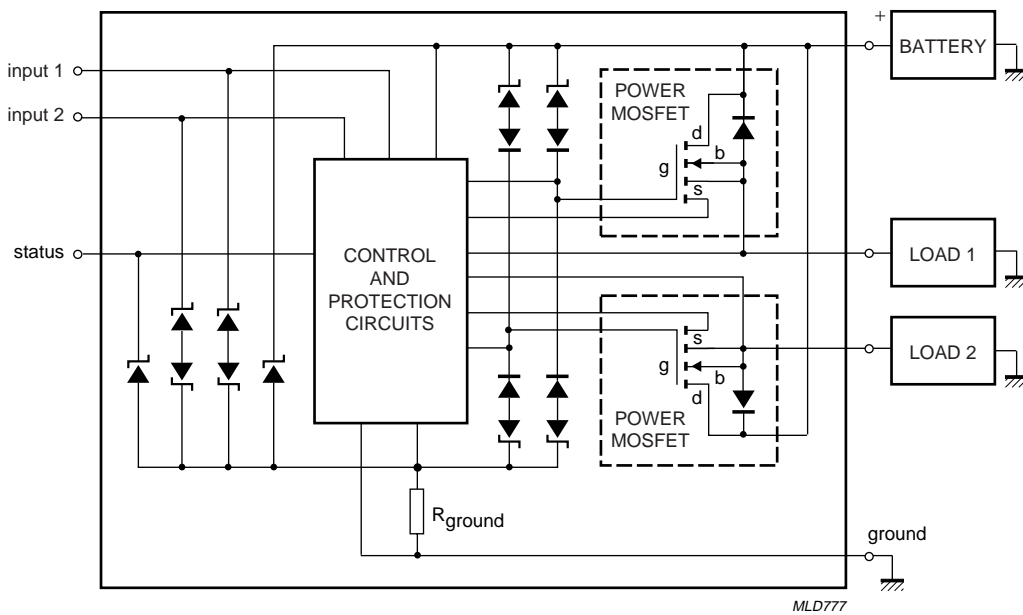 +
BATTERY
input 1
input 2
POWER
MOSFET
d
b
g
s
status
CONTROL
AND
PROTECTION
CIRCUITS
LOAD 1
LOAD 2
s
g
b
d
POWER
MOSFET
Rground
ground
MLD777